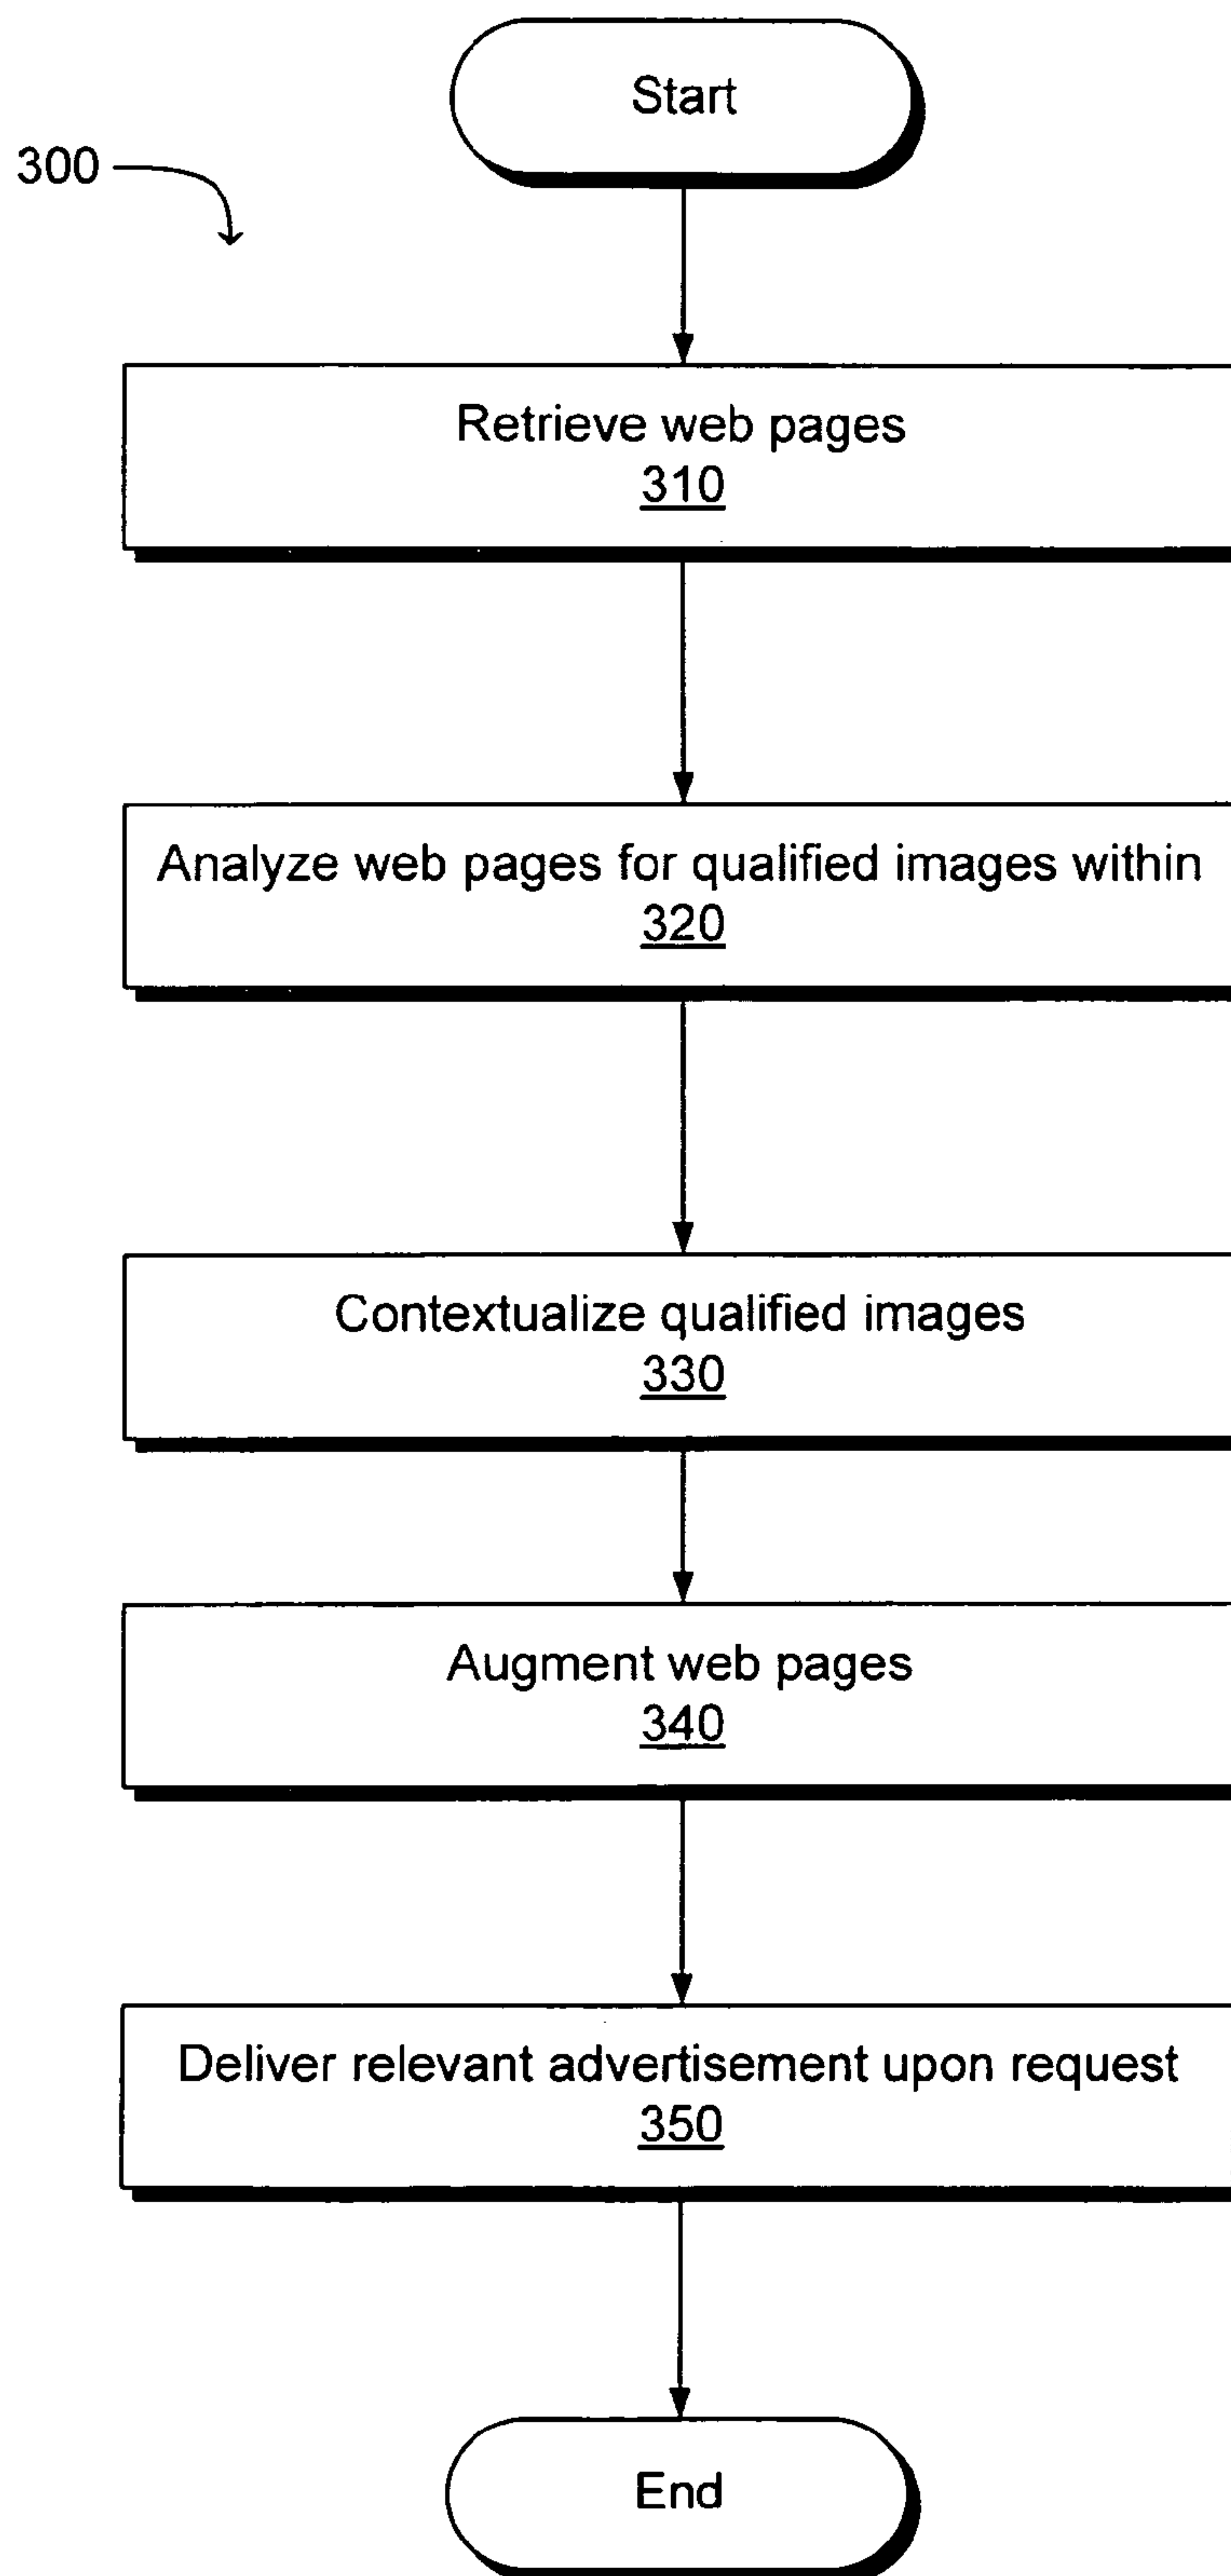 Start
300
Retrieve web pages
310
Analyze web pages for qualified images within
320
Contextualize qualified images
330
Augment web pages
340
Deliver relevant advertisement upon request
350
End